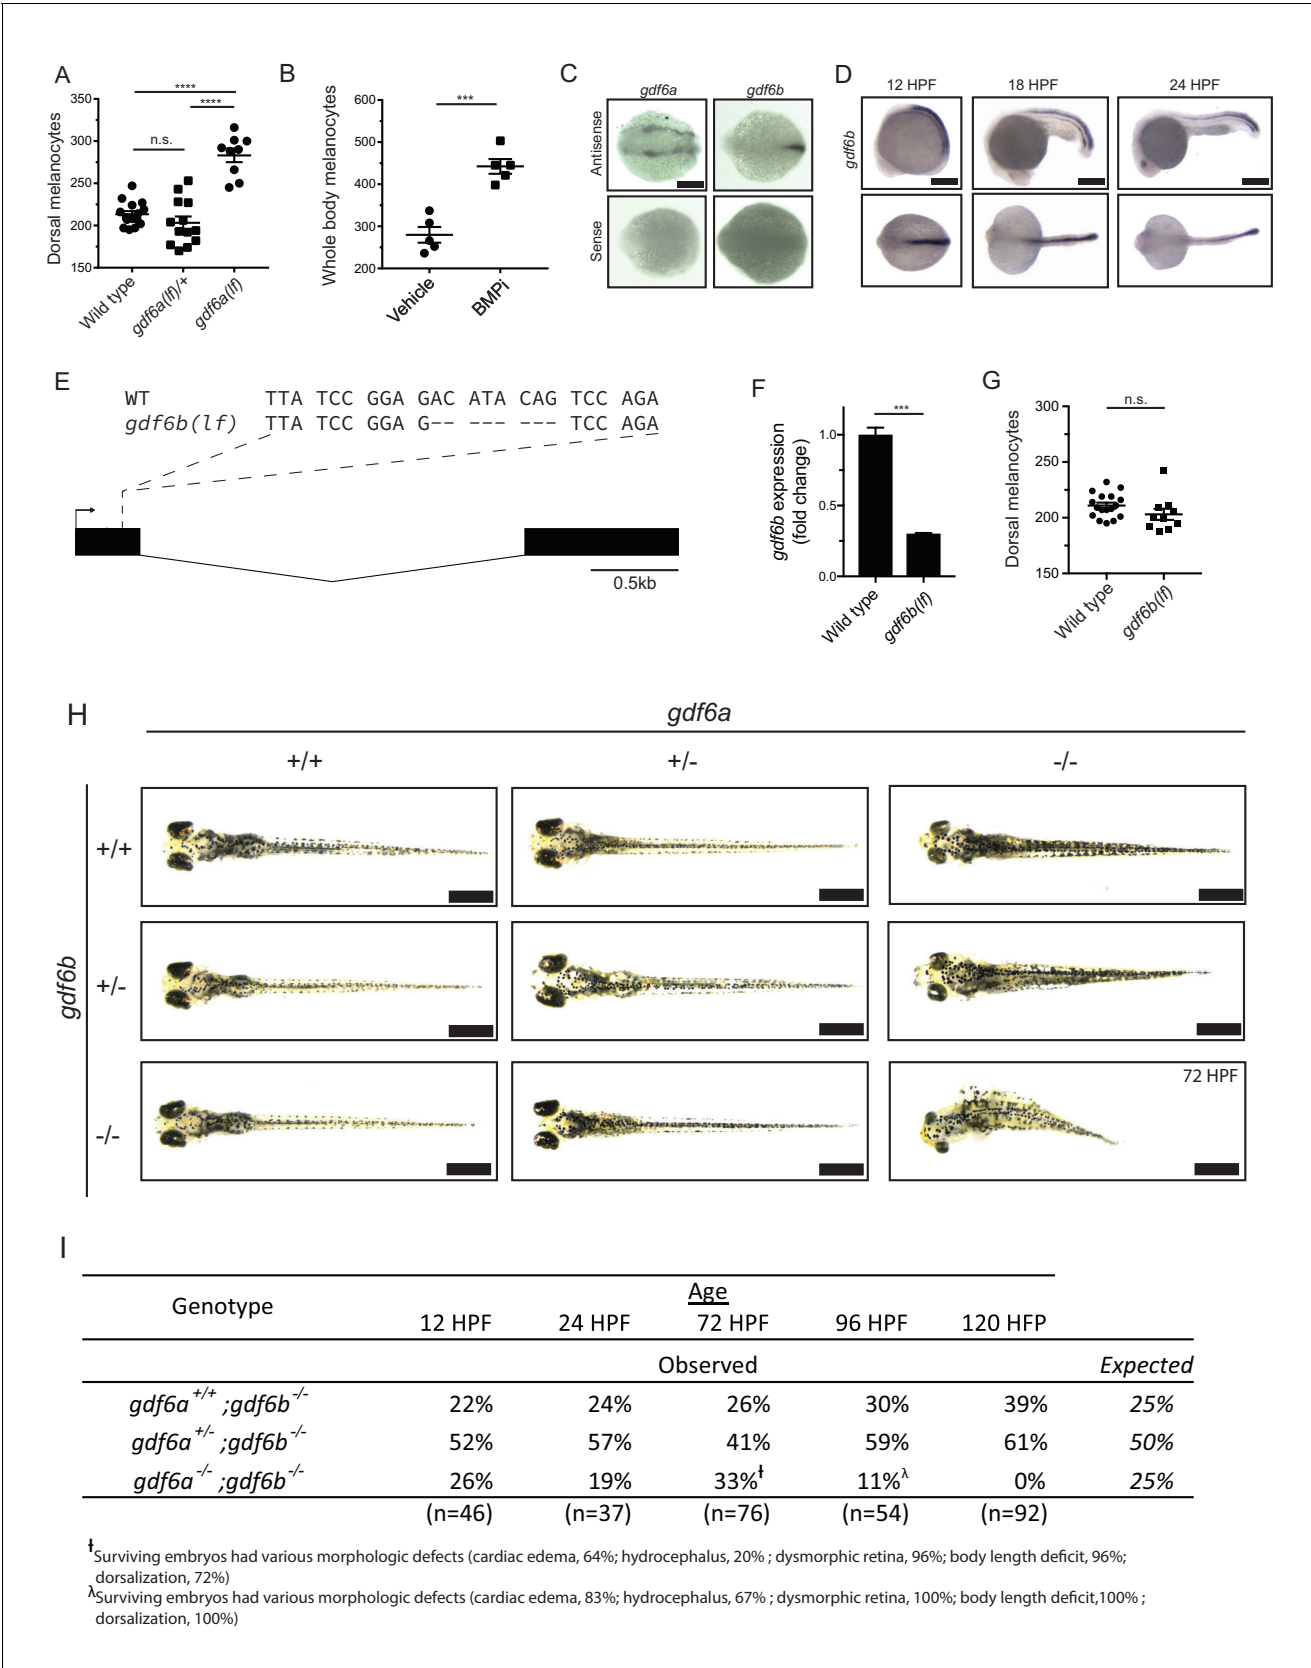 A
Dorsal melanocytes
350
300
250
200
150
****
****
n.s.
Wild type
gdf6a(lf)/+
gdf6a(lf)
B
Whole body melanocytes
600
500
400
300
200
***
Vehicle
BMPi
C
gdf6a
gdf6b
Antisense
Sense
D
12 HPF
18 HPF
24 HPF
gdf6b
E
WT TTA TCC GGA GAC ATA CAG TCC AGA
gdf6b(lf) TTA TCC GGA G-- --- --- TCC AGA
0.5kb
F
gdf6b expression
(fold change)
1.0
0.5
0.0
***
Wild type
gdf6b(lf)
G
Dorsal melanocytes
300
250
200
150
n.s.
Wild type
gdf6b(lf)
H
gdf6a
+/+ +/- -/-
gdf6b
+/+
+/-
-/-
72 HPF
I
Genotype
Age
12 HPF 24 HPF 72 HPF 96 HPF 120 HFP
Observed Expected
gdf6a+/+ ;gdf6b-/- 22% 24% 26% 30% 39% 25%
gdf6a+/- ;gdf6b-/- 52% 57% 41% 59% 61% 50%
gdf6a-/- ;gdf6b-/- 26% 19% 33%ƚ 11%λ 0% 25%
(n=46) (n=37) (n=76) (n=54) (n=92)
ƚSurviving embryos had various morphologic defects (cardiac edema, 64%; hydrocephalus, 20% ; dysmorphic retina, 96%; body length deficit, 96%;
dorsalization, 72%)
λSurviving embryos had various morphologic defects (cardiac edema, 83%; hydrocephalus, 67% ; dysmorphic retina, 100%; body length deficit,100% ;
dorsalization, 100%)